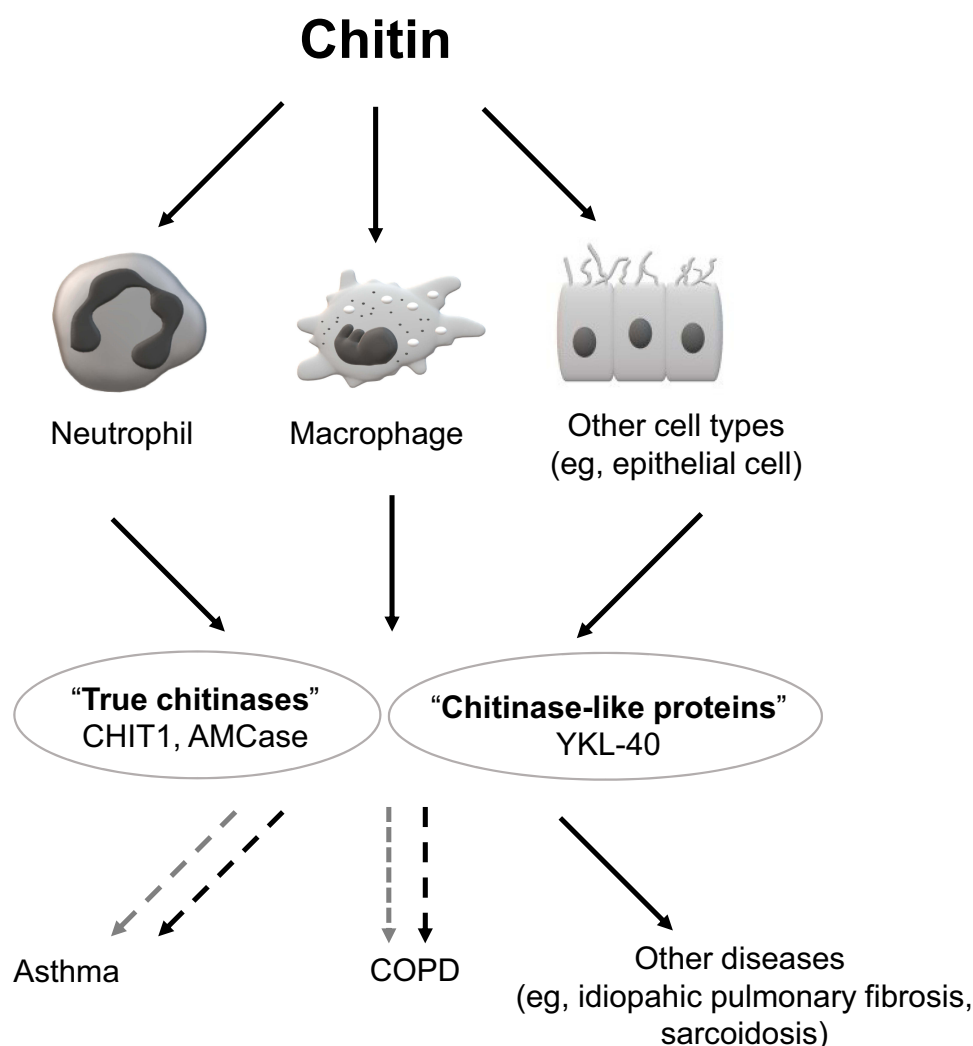 Chitin
Neutrophil
Macrophage
Other cell types
(eg, epithelial cell)
“True chitinases”
CHIT1, AMCase
“Chitinase-like proteins”
YKL-40
Asthma
COPD
Other diseases
(eg, idiopahic pulmonary fibrosis,
sarcoidosis)